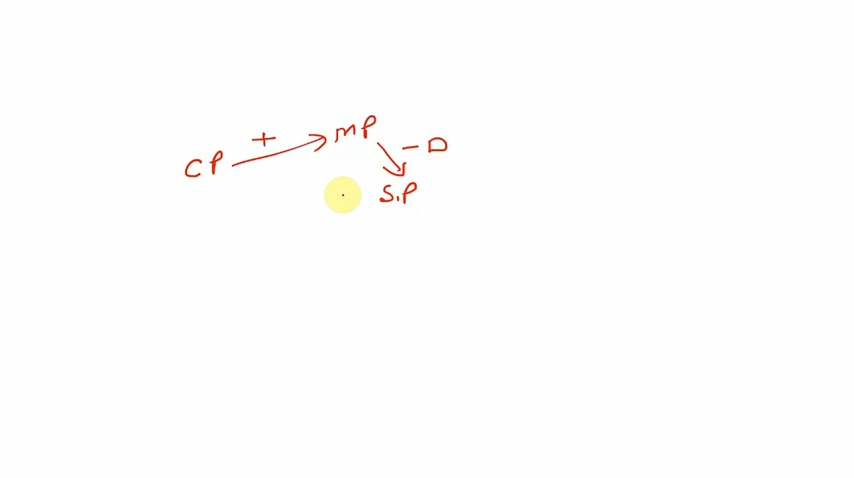 +
CP → MP
- D
S.P